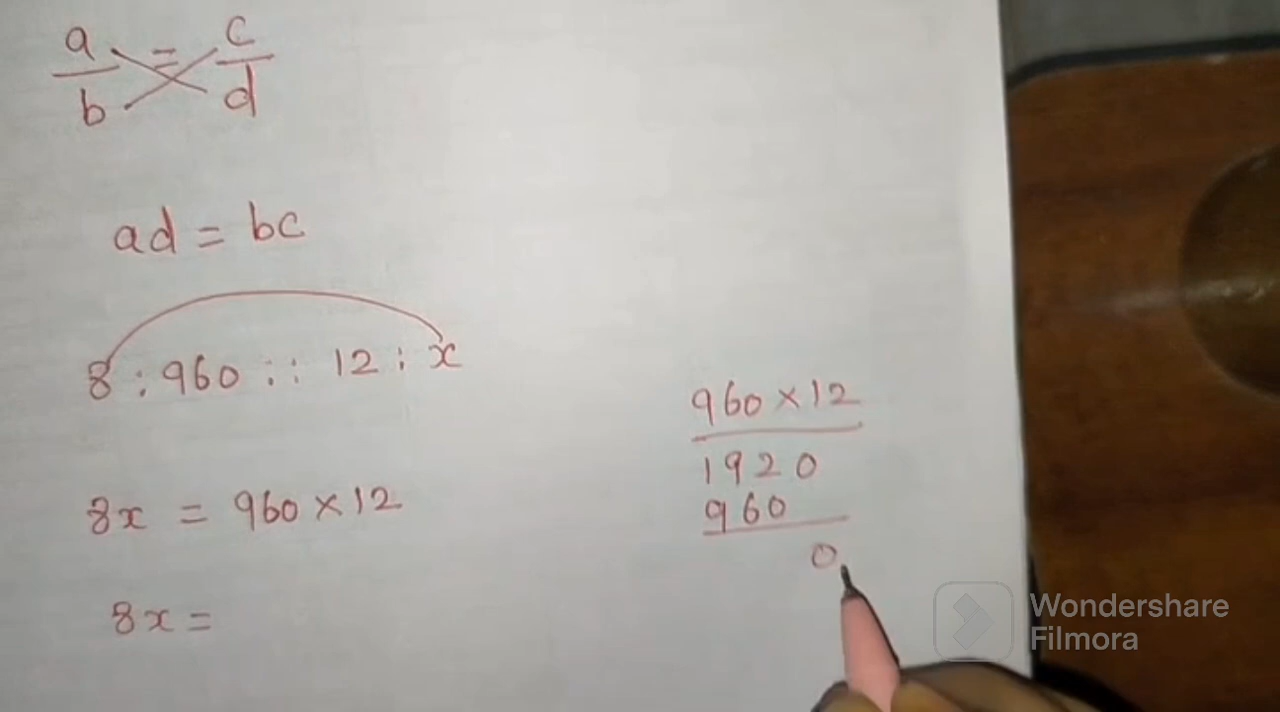 a = c
b   d
ad = bc
8 : 960 :: 12 : x
8x = 960 × 12
8x =
960 × 12
1920
960
0
Wondershare
Filmora